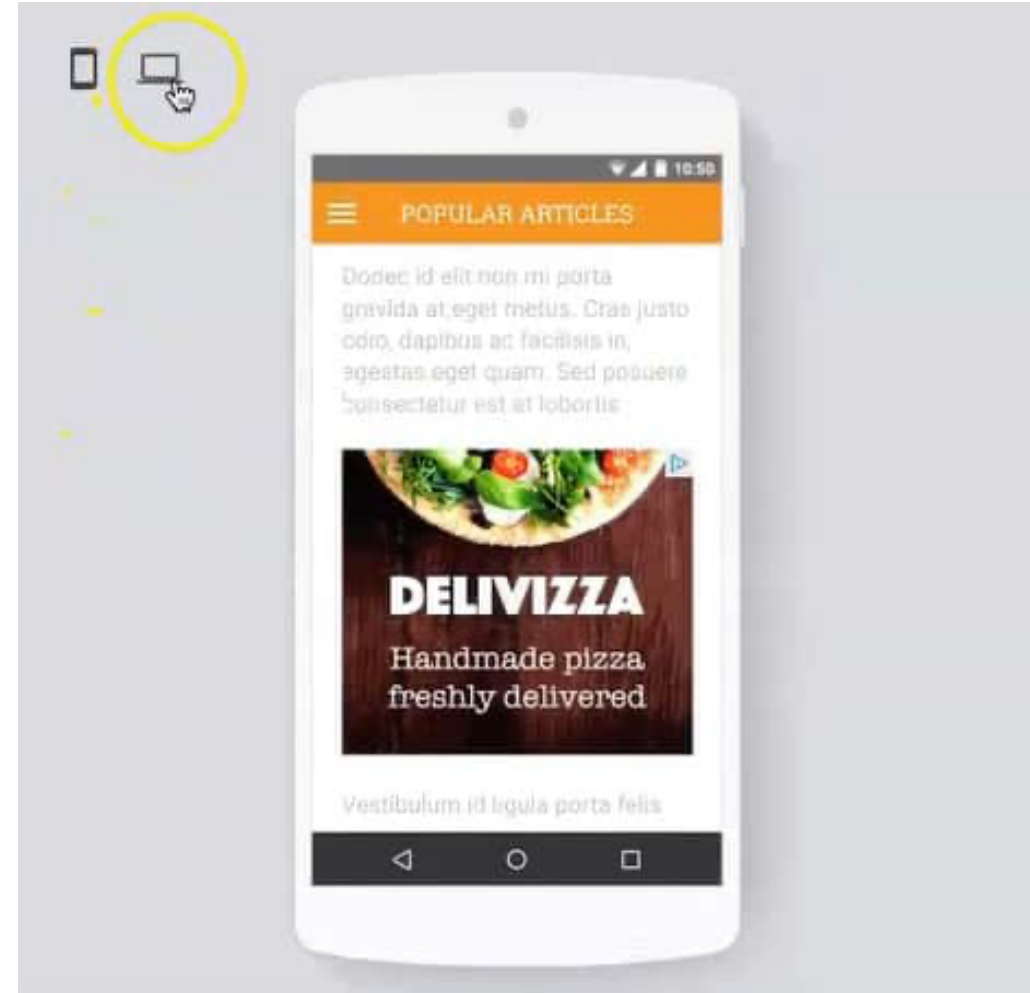 10:50
POPULAR ARTICLES
Donec id elit non mi porta
gravida at eget metus. Cras justo
odio, dapibus ac facilisis in,
egestas eget quam. Sed posuere
consectetur est at lobortis
DELIVIZZA
Handmade pizza
freshly delivered
Vestibulum id ligula porta felis